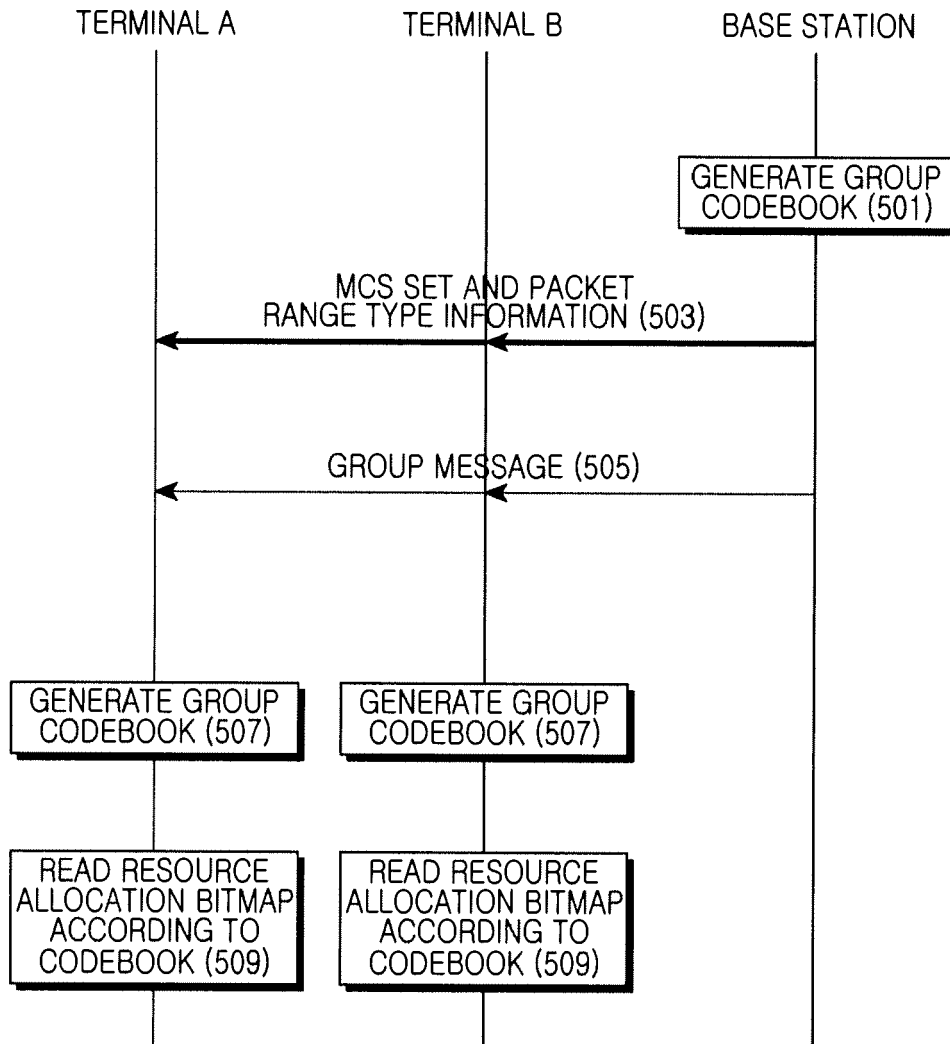 TERMINAL A
TERMINAL B
BASE STATION
GENERATE GROUP
CODEBOOK (501)
MCS SET AND PACKET
RANGE TYPE INFORMATION (503)
GROUP MESSAGE (505)
GENERATE GROUP
CODEBOOK (507)
GENERATE GROUP
CODEBOOK (507)
READ RESOURCE
ALLOCATION BITMAP
ACCORDING TO
CODEBOOK (509)
READ RESOURCE
ALLOCATION BITMAP
ACCORDING TO
CODEBOOK (509)